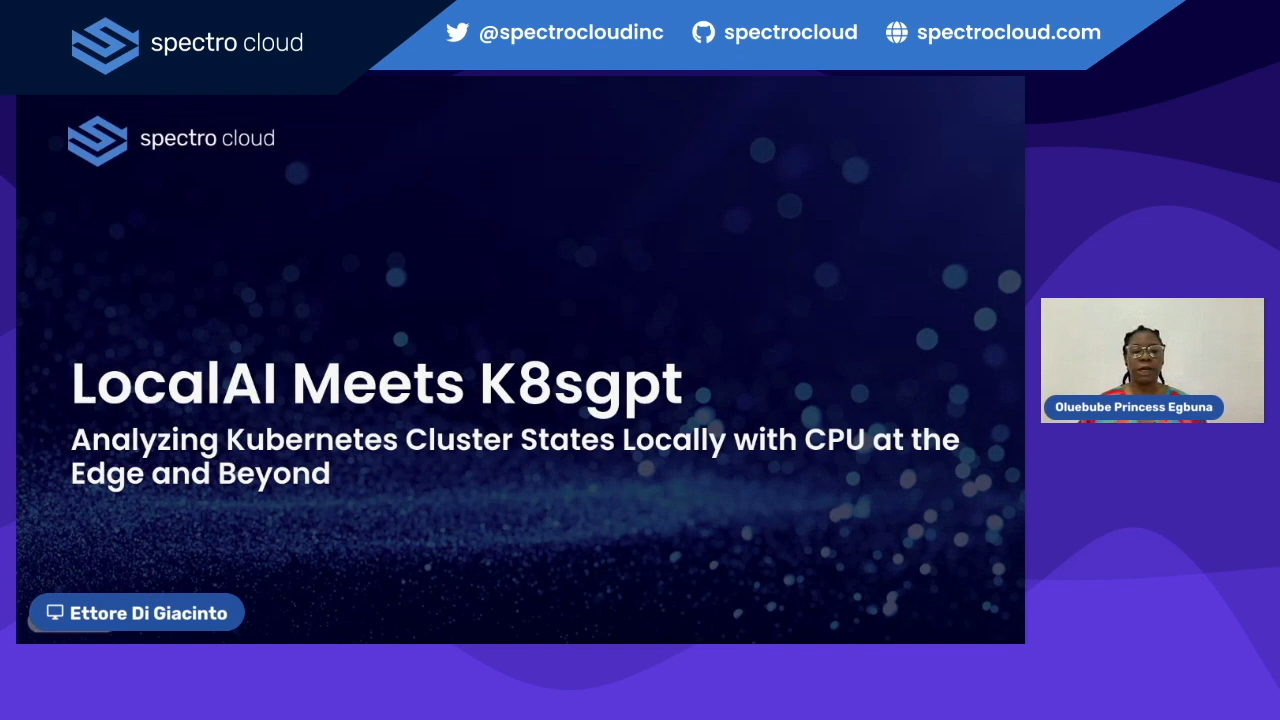 spectro cloud
@spectrocloudinc
spectrocloud
spectrocloud.com
spectro cloud
LocalAI Meets K8sgpt
Analyzing Kubernetes Cluster States Locally with CPU at the
Edge and Beyond
Oluebube Princess Egbuna
Ettore Di Giacinto